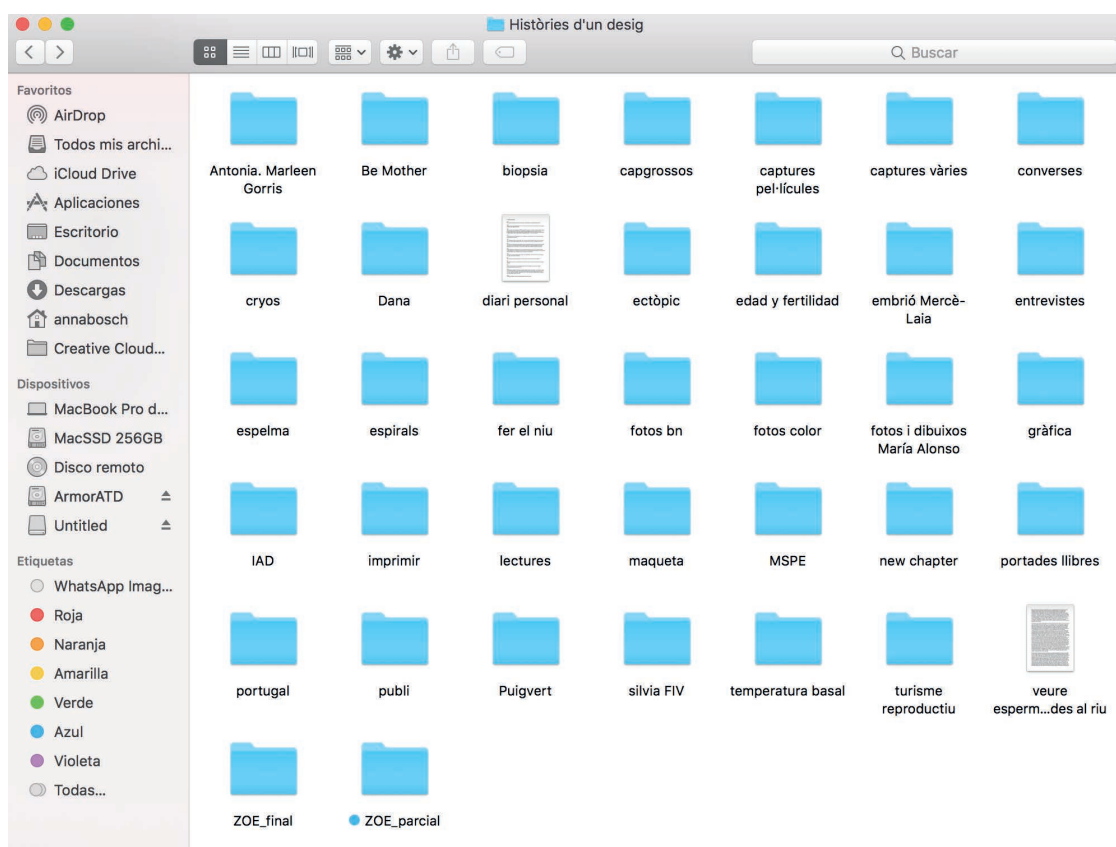 Històries d'un desig
Buscar
Favoritos
AirDrop
Todos mis archi...
iCloud Drive
Aplicaciones
Escritorio
Documentos
Descargas
annabosch
Creative Cloud...
Dispositivos
MacBook Pro d...
MacSSD 256GB
Disco remoto
ArmorATD
Untitled
Etiquetas
WhatsApp Imag...
Roja
Naranja
Amarilla
Verde
Azul
Violeta
Todas...
Antonia. Marleen
Gorris
Be Mother
biopsia
capgrossos
captures
pel·lícules
captures vàries
converses
cryos
Dana
diari personal
ectòpic
edad y fertilidad
embrió Mercè-
Laia
entrevistes
espelma
espirals
fer el niu
fotos bn
fotos color
fotos i dibuixos
María Alonso
gràfica
IAD
imprimir
lectures
maqueta
MSPE
new chapter
portades llibres
portugal
publi
Puigvert
silvia FIV
temperatura basal
turisme
reproductiu
veure
esperm...des al riu
ZOE_final
ZOE_parcial